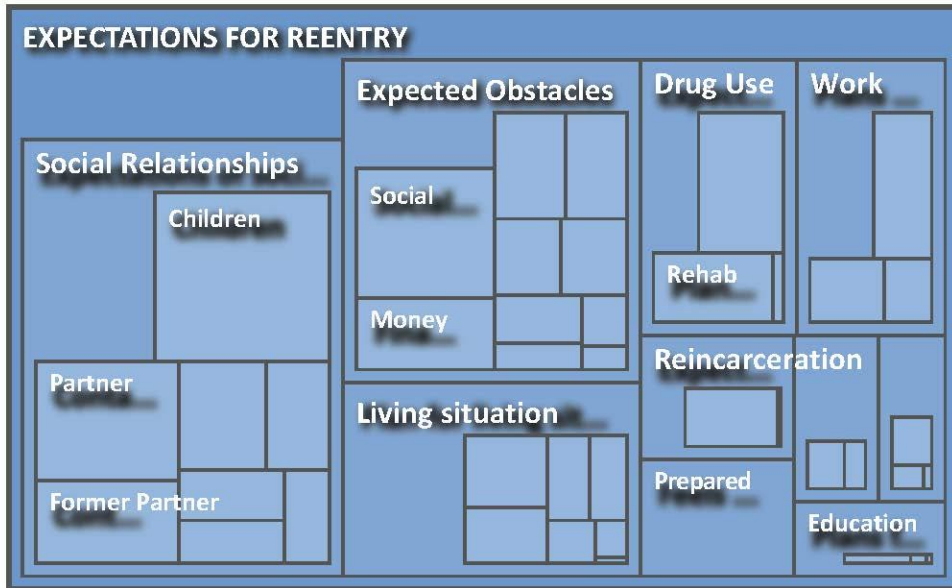 EXPECTATIONS FOR REENTRY
Social Relationships
Children
Partner
Former Partner
Expected Obstacles
Social
Money
Living situation
Drug Use
Rehab
Work
Reincarceration
Prepared
Education